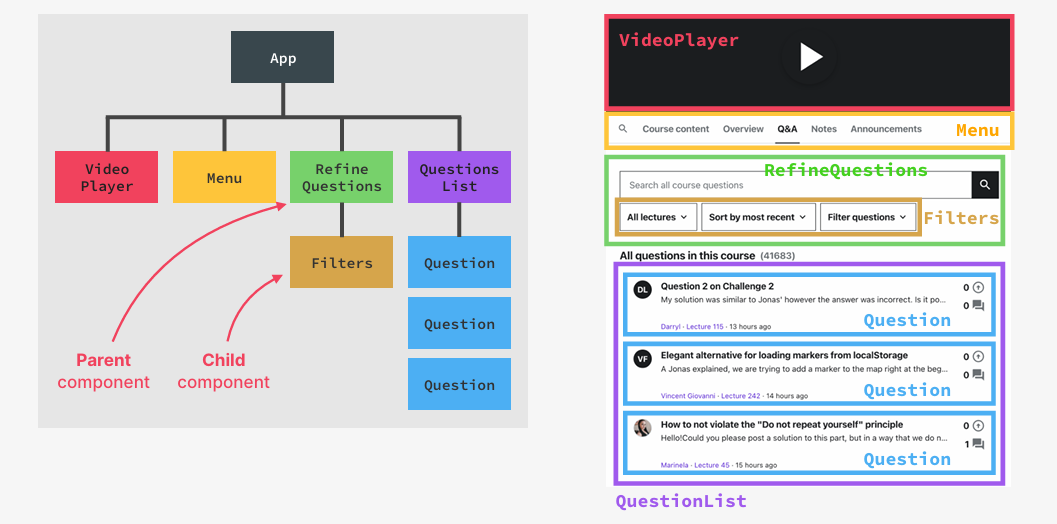 App
Video
Player
Menu
Refine
Questions
Questions
List
Filters
Question
Question
Question
Parent
component
Child
component
VideoPlayer
Course content Overview Q&A Notes Announcements Menu
RefineQuestions
Search all course questions
All lectures Sort by most recent Filter questions Filters
All questions in this course (41683)
DL Question 2 on Challenge 2 0
My solution was similar to Jonas' however the answer was incorrect. Is it po... 0
Question
Darryl · Lecture 115 · 13 hours ago
VF Elegant alternative for loading markers from localStorage 0
A Jonas explained, we are trying to add a marker to the map right at the beg... 0
Question
Vincent Giovanni · Lecture 242 · 14 hours ago
How to not violate the "Do not repeat yourself" principle 0
Hello!Could you please post a solution to this part, but in a way that we do n... 1
Question
Marinela · Lecture 45 · 15 hours ago
QuestionList